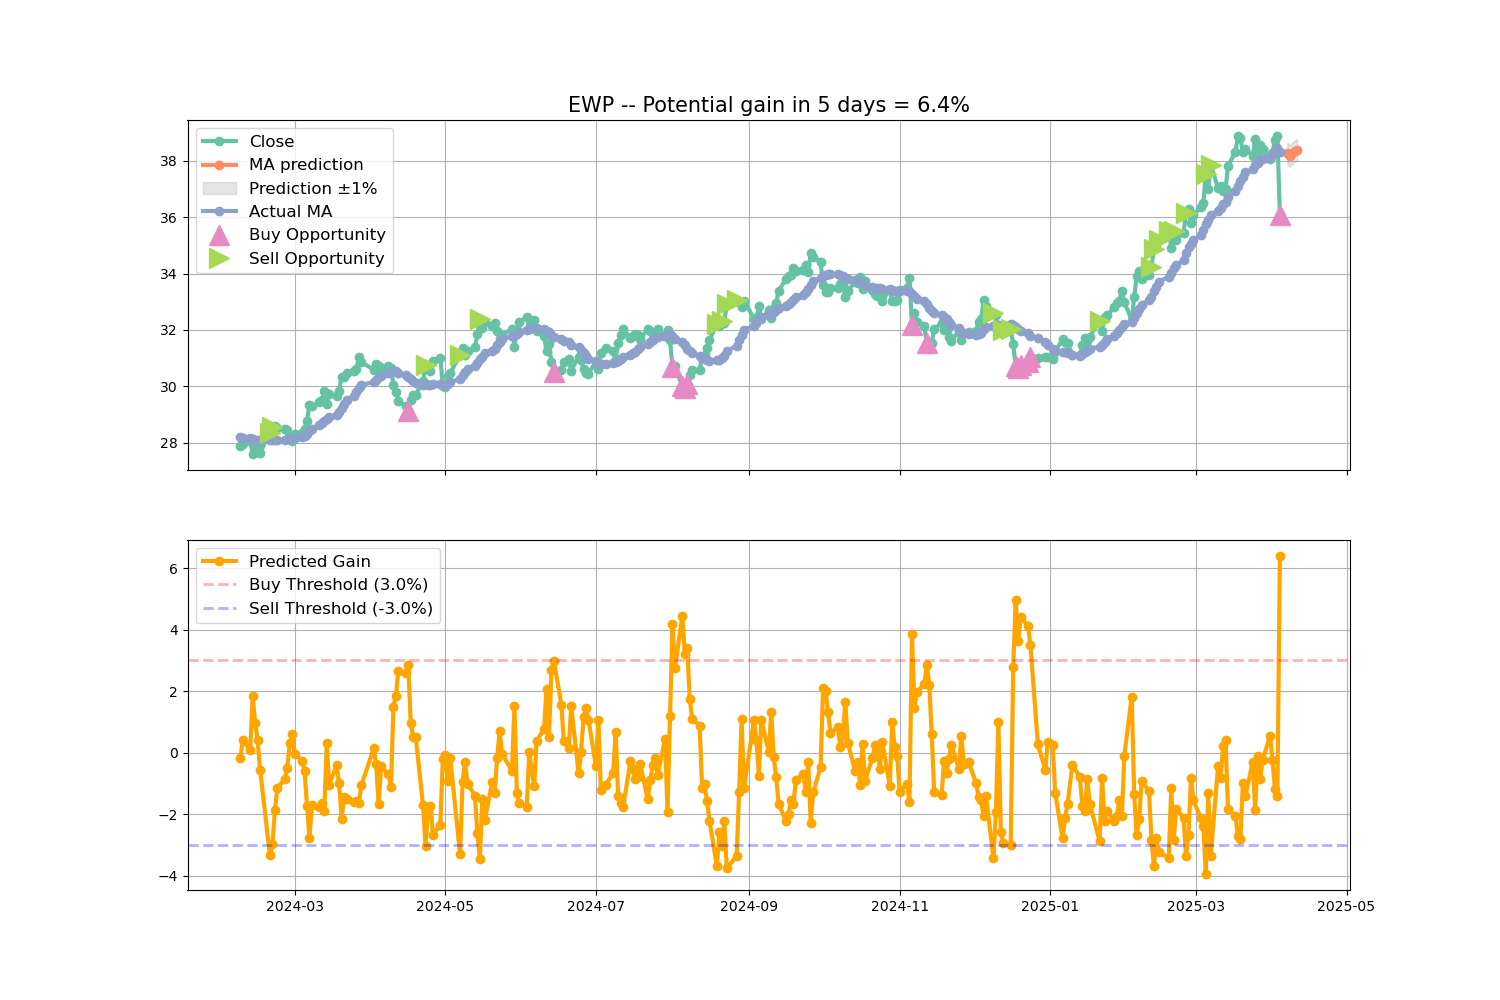 EWP -- Potential gain in 5 days = 6.4%
Close
MA prediction
Prediction ±1%
Actual MA
Buy Opportunity
Sell Opportunity
38
36
34
32
30
28
Predicted Gain
Buy Threshold (3.0%)
Sell Threshold (-3.0%)
6
4
2
0
−2
−4
2024-03 2024-05 2024-07 2024-09 2024-11 2025-01 2025-03 2025-05